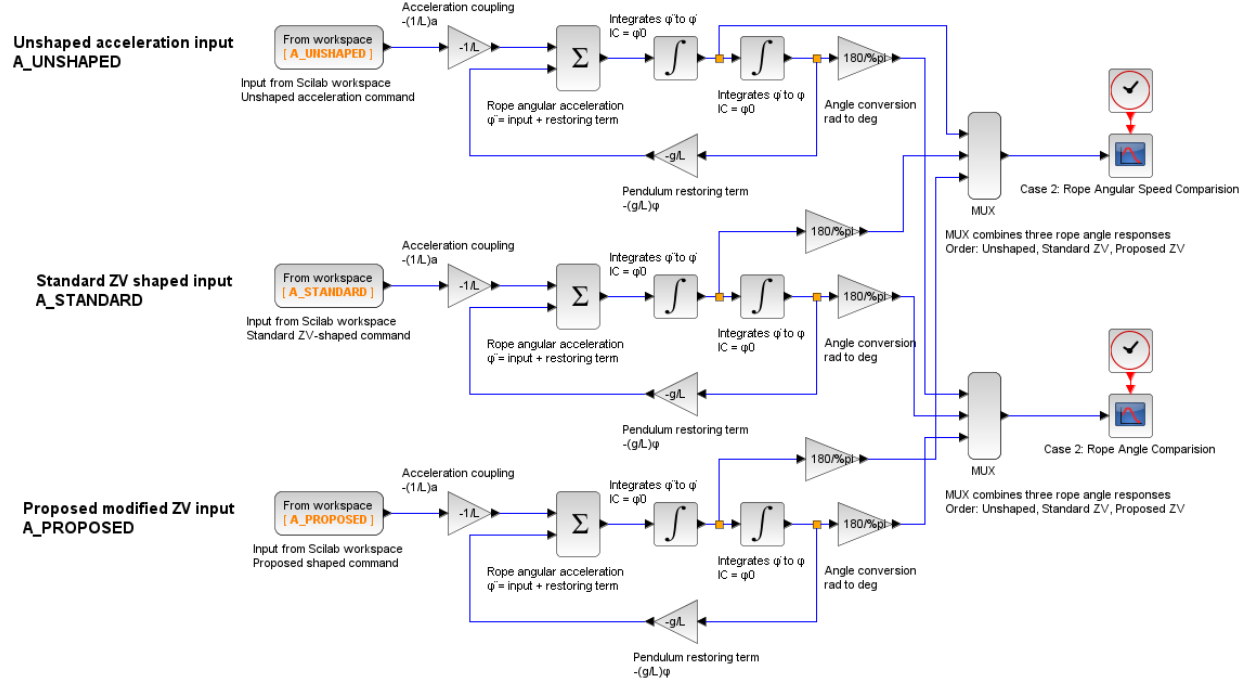 Unshaped acceleration input
A_UNSHAPED
From workspace
[ A_UNSHAPED ]
Input from Scilab workspace
Unshaped acceleration command
Acceleration coupling
-(1/L)a
-1/L
Σ
Rope angular acceleration
φ¨= input + restoring term
Integrates φ¨ to φ˙
IC = φ˙0
∫
∫
Integrates φ˙ to φ
IC = φ0
180/%pi
Angle conversion
rad to deg
-g/L
Pendulum restoring term
-(g/L)φ
MUX
Case 2: Rope Angular Speed Comparision
MUX combines three rope angle responses
Order: Unshaped, Standard ZV, Proposed ZV
Standard ZV shaped input
A_STANDARD
From workspace
[ A_STANDARD ]
Input from Scilab workspace
Standard ZV-shaped command
Acceleration coupling
-(1/L)a
-1/L
Σ
Rope angular acceleration
φ¨= input + restoring term
Integrates φ¨ to φ˙
IC = φ˙0
∫
∫
Integrates φ˙ to φ
IC = φ0
180/%pi
180/%pi
Angle conversion
rad to deg
-g/L
Pendulum restoring term
-(g/L)φ
MUX
Case 2: Rope Angle Comparision
MUX combines three rope angle responses
Order: Unshaped, Standard ZV, Proposed ZV
Proposed modified ZV input
A_PROPOSED
From workspace
[ A_PROPOSED ]
Input from Scilab workspace
Proposed shaped command
Acceleration coupling
-(1/L)a
-1/L
Σ
Rope angular acceleration
φ¨= input + restoring term
Integrates φ¨ to φ˙
IC = φ˙0
∫
∫
Integrates φ˙ to φ
IC = φ0
180/%pi
180/%pi
Angle conversion
rad to deg
-g/L
Pendulum restoring term
-(g/L)φ